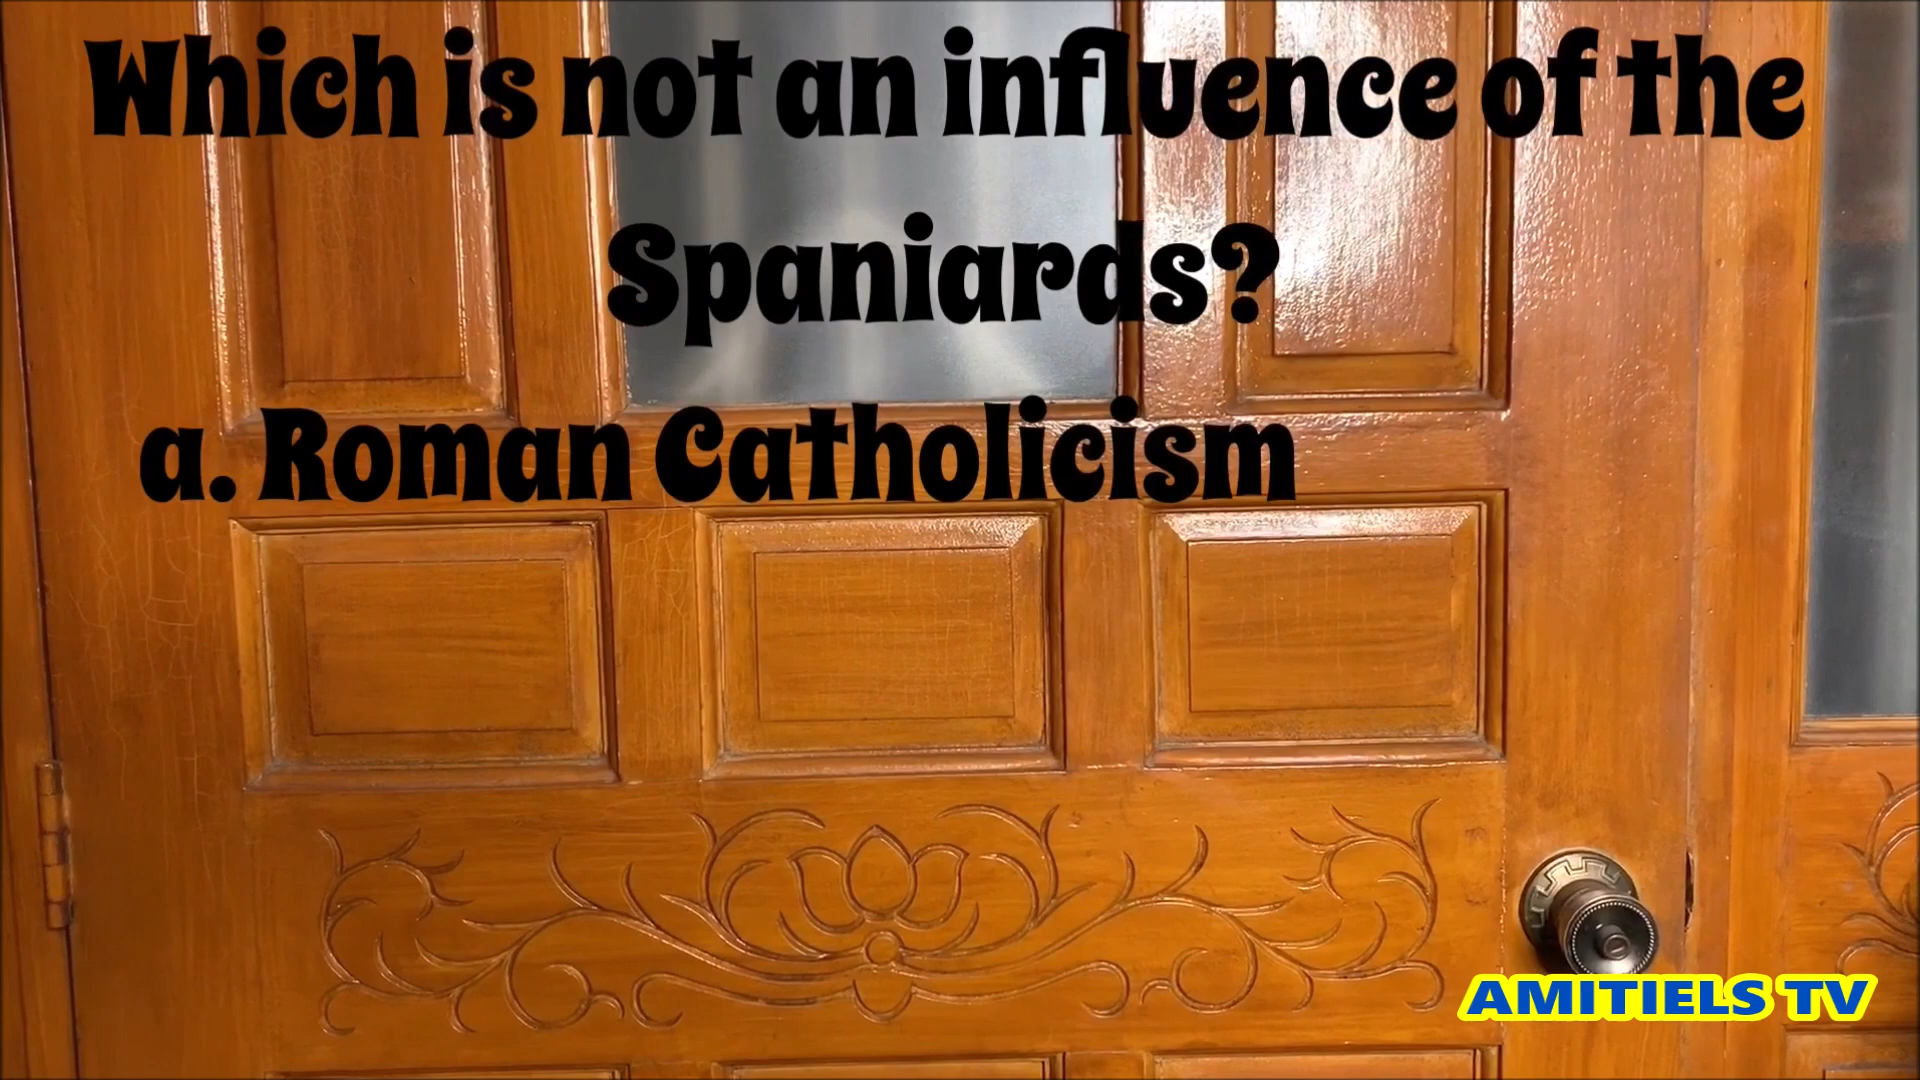 Which is not an influence of the
Spaniards?
a. Roman Catholicism
AMITIELS TV